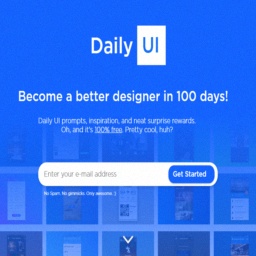 Daily UI
Become a better designer in 100 days!
Daily UI prompts, inspiration, and neat surprise rewards.
Oh, and it's 100% free. Pretty cool, huh?
Enter your e-mail address
Get Started
No Spam. No gimmicks. Only awesome. :)